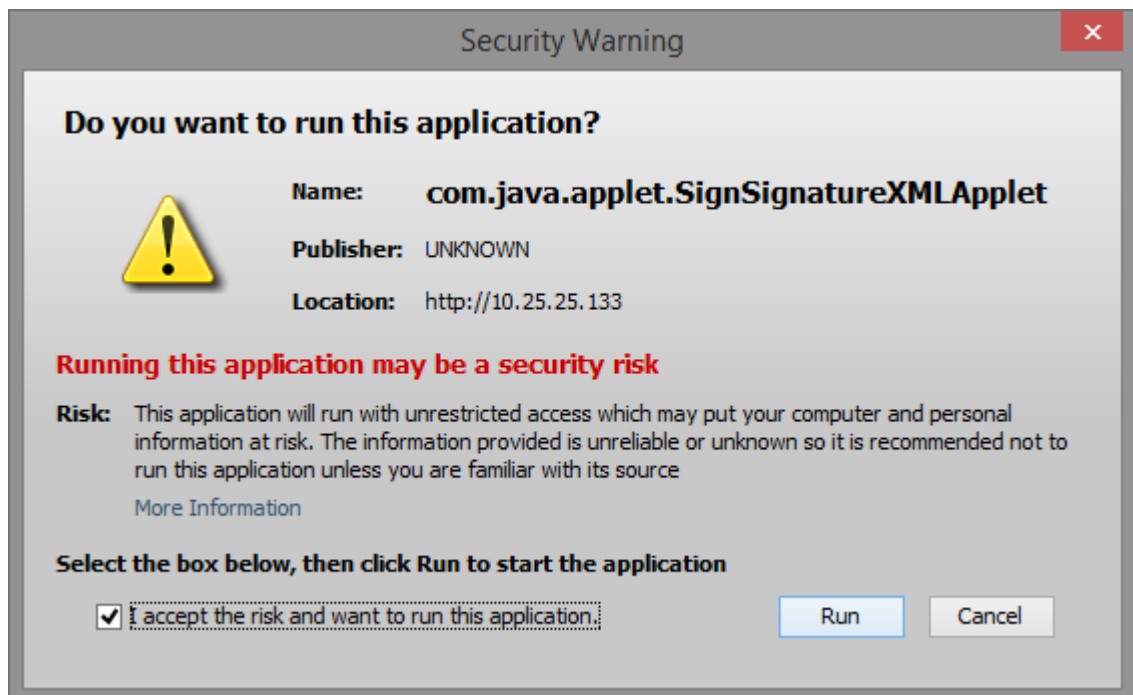 Security Warning
Do you want to run this application?
Name: com.java.applet.SignSignatureXMLApplet
Publisher: UNKNOWN
Location: http://10.25.25.133
Running this application may be a security risk
Risk: This application will run with unrestricted access which may put your computer and personal
information at risk. The information provided is unreliable or unknown so it is recommended not to
run this application unless you are familiar with its source
More Information
Select the box below, then click Run to start the application
I accept the risk and want to run this application.
Run Cancel